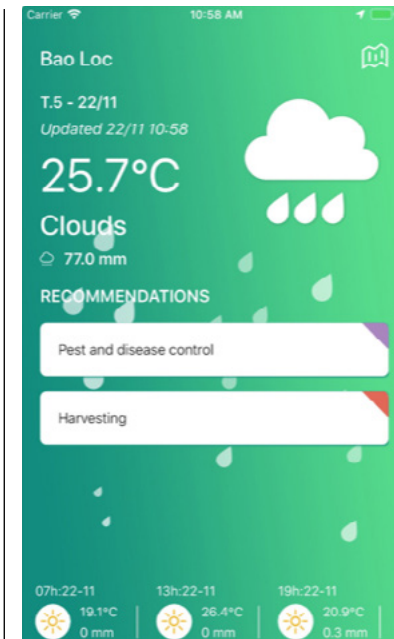 Carrier 10:58 AM
Bao Loc
T.5 - 22/11
Updated 22/11 10:58
25.7°C
Clouds
77.0 mm
RECOMMENDATIONS
Pest and disease control
Harvesting
07h:22-11 13h:22-11 19h:22-11
19.1°C 26.4°C 20.9°C
0 mm 0 mm 0.3 mm